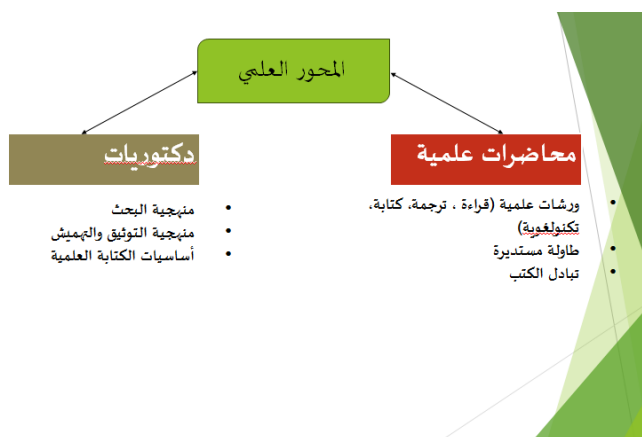 المحور العلمي
محاضرات علمية
ورشات علمية (قراءة ، ترجمة، كتابة،
تكنولغوية)
طاولة مستديرة
تبادل الكتب
دكتوريات
منهجية البحث
منهجية التوثيق والتهميش
أساسيات الكتابة العلمية